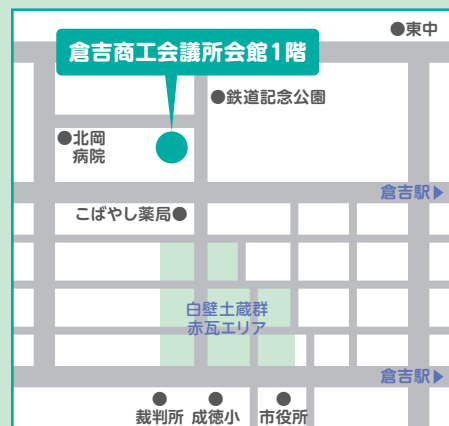 ●東中
倉吉商工会議所会館1階
●鉄道記念公園
●北岡
病院
倉吉駅▶
こばやし薬局●
白壁土蔵群
赤瓦エリア
倉吉駅▶
裁判所 成徳小 市役所